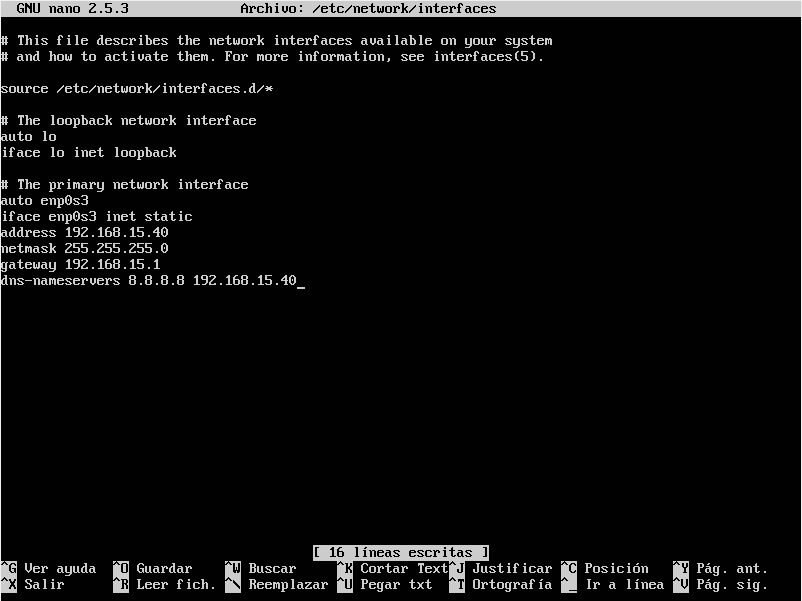 GNU nano 2.5.3 Archivo: /etc/network/interfaces
# This file describes the network interfaces available on your system
# and how to activate them. For more information, see interfaces(5).
source /etc/network/interfaces.d/*
# The loopback network interface
auto lo
iface lo inet loopback
# The primary network interface
auto enp0s3
iface enp0s3 inet static
address 192.168.15.40
netmask 255.255.255.0
gateway 192.168.15.1
dns-nameservers 8.8.8.8 192.168.15.40_
[ 16 líneas escritas ]
^G Ver ayuda ^O Guardar ^W Buscar ^K Cortar Text ^J Justificar ^C Posición ^Y Pág. ant.
^X Salir ^R Leer fich. ^\ Reemplazar ^U Pegar txt ^T Ortografía ^_ Ir a línea ^V Pág. sig.